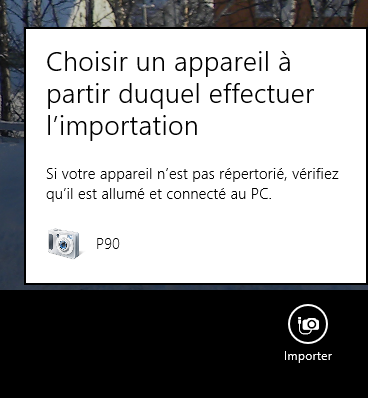 Choisir un appareil à
partir duquel effectuer
l’importation
Si votre appareil n’est pas répertorié, vérifiez
qu’il est allumé et connecté au PC.
P90
Importer